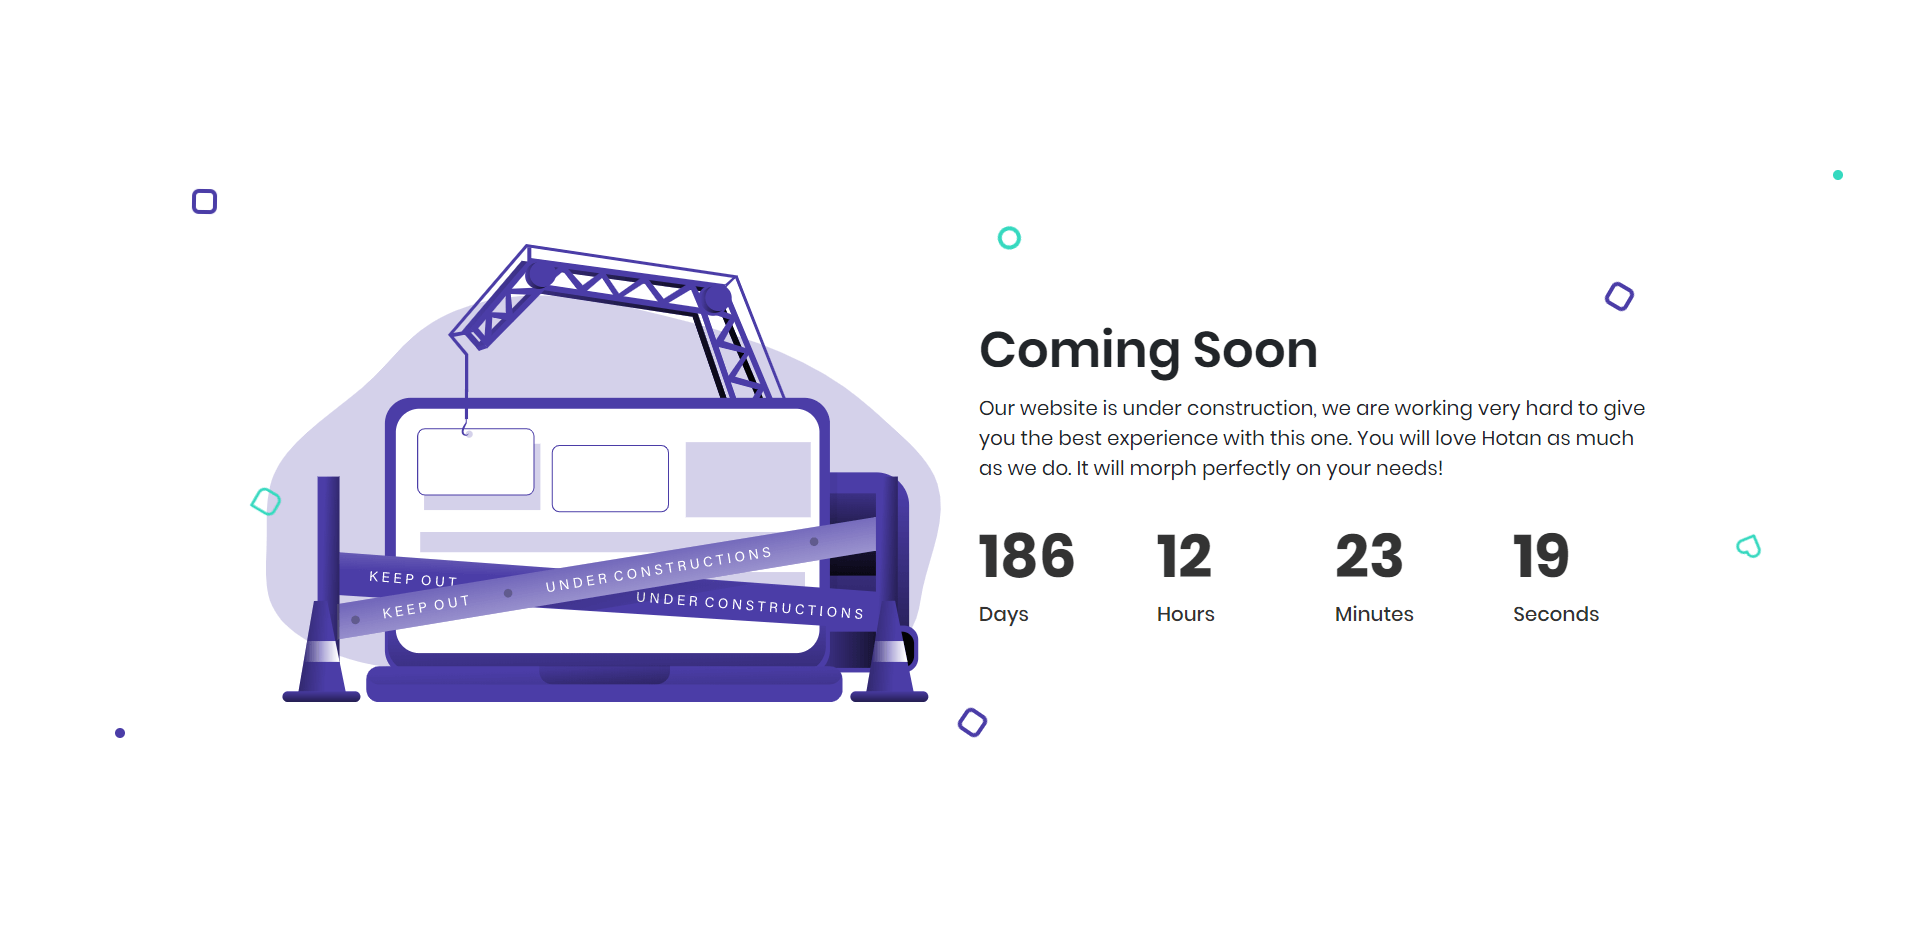 Coming Soon
Our website is under construction, we are working very hard to give
you the best experience with this one. You will love Hotan as much
as we do. It will morph perfectly on your needs!
186 12 23 19
Days Hours Minutes Seconds
KEEP OUT UNDER CONSTRUCTIONS
KEEP OUT UNDER CONSTRUCTIONS